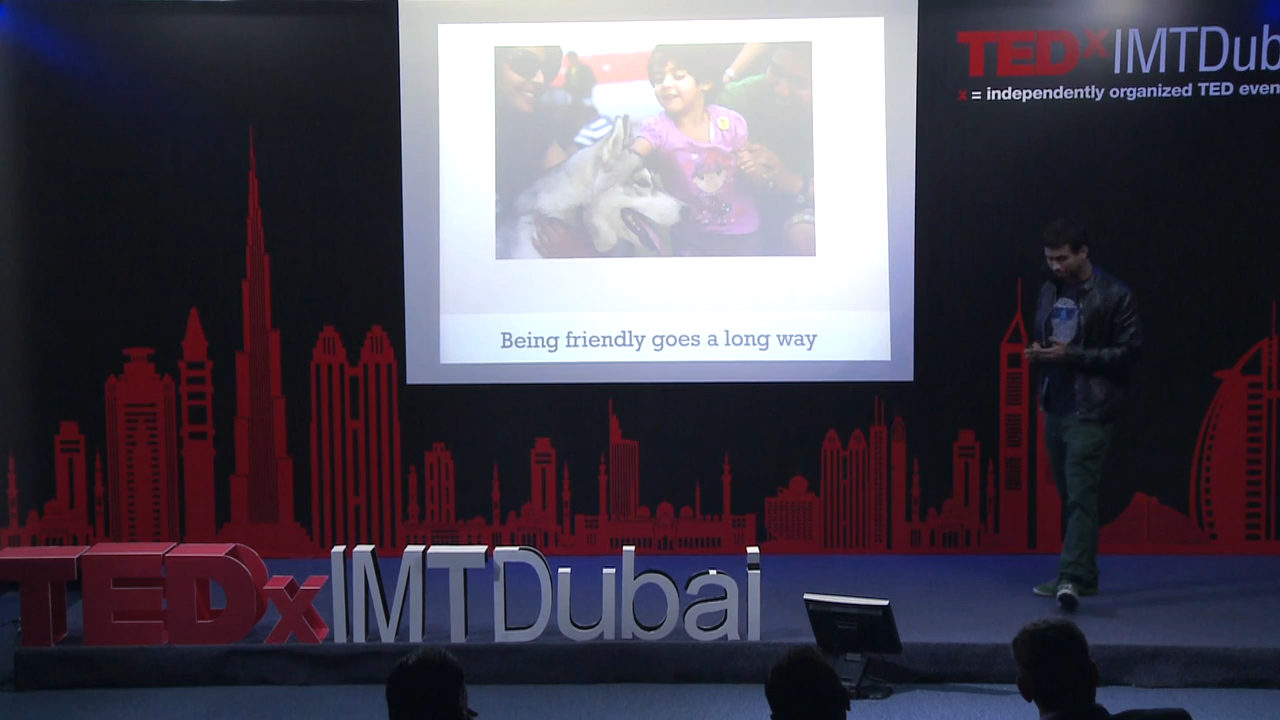 TEDxIMTDub
x = independently organized TED even
Being friendly goes a long way
TEDxIMTDubai